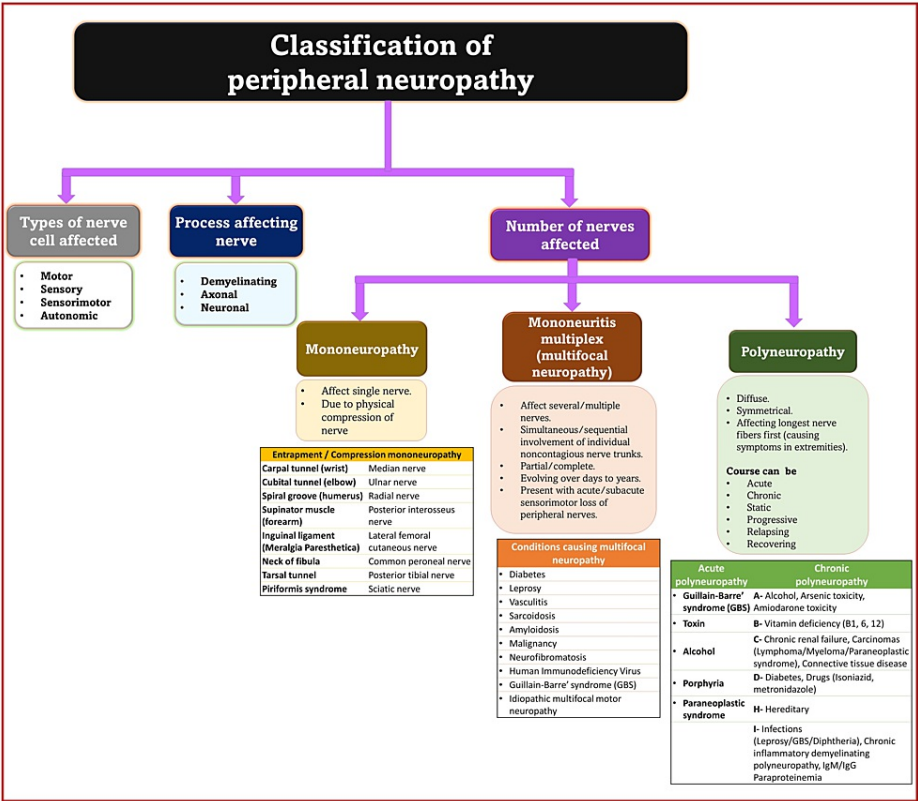 Classification of
peripheral neuropathy
Types of nerve
cell affected
• Motor
• Sensory
• Sensorimotor
• Autonomic
Process affecting
nerve
• Demyelinating
• Axonal
• Neuronal
Number of nerves
affected
Mononeuropathy
• Affect single nerve.
• Due to physical
compression of
nerve
Entrapment / Compression mononeuropathy
Carpal tunnel (wrist) Median nerve
Cubital tunnel (elbow) Ulnar nerve
Spiral groove (humerus) Radial nerve
Supinator muscle Posterior interosseus
(forearm) nerve
Inguinal ligament Lateral femoral
(Meralgia Paresthetica) cutaneous nerve
Neck of fibula Common peroneal nerve
Tarsal tunnel Posterior tibial nerve
Piriformis syndrome Sciatic nerve
Mononeuritis
multiplex
(multifocal
neuropathy)
• Affect several/multiple
nerves.
• Simultaneous/sequential
involvement of individual
noncontagious nerve trunks.
• Partial/complete.
• Evolving over days to years.
• Present with acute/subacute
sensorimotor loss of
peripheral nerves.
Conditions causing multifocal
neuropathy
• Diabetes
• Leprosy
• Vasculitis
• Sarcoidosis
• Amyloidosis
• Malignancy
• Neurofibromatosis
• Human Immunodeficiency Virus
• Guillain-Barre’ syndrome (GBS)
• Idiopathic multifocal motor
neuropathy
Polyneuropathy
• Diffuse.
• Symmetrical.
• Affecting longest nerve
fibers first (causing
symptoms in extremities).
Course can be
• Acute
• Chronic
• Static
• Progressive
• Relapsing
• Recovering
Acute Chronic
polyneuropathy polyneuropathy
• Guillain-Barre’ A- Alcohol, Arsenic toxicity,
syndrome (GBS) Amiodarone toxicity
• Toxin B- Vitamin deficiency (B1, 6, 12)
• Alcohol C- Chronic renal failure, Carcinomas
(Lymphoma/Myeloma/Paraneoplastic
syndrome), Connective tissue disease
• Porphyria D- Diabetes, Drugs (Isoniazid,
metronidazole)
• Paraneoplastic H- Hereditary
syndrome
I- Infections
(Leprosy/GBS/Diphtheria), Chronic
inflammatory demyelinating
polyneuropathy, IgM/IgG
Paraproteinemia